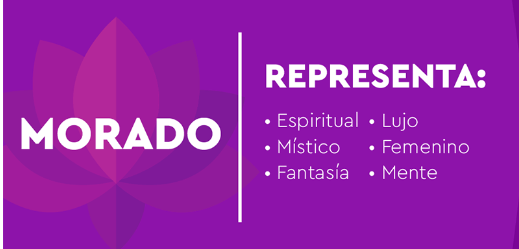 MORADO
REPRESENTA:
• Espiritual
• Místico
• Fantasía
• Lujo
• Femenino
• Mente